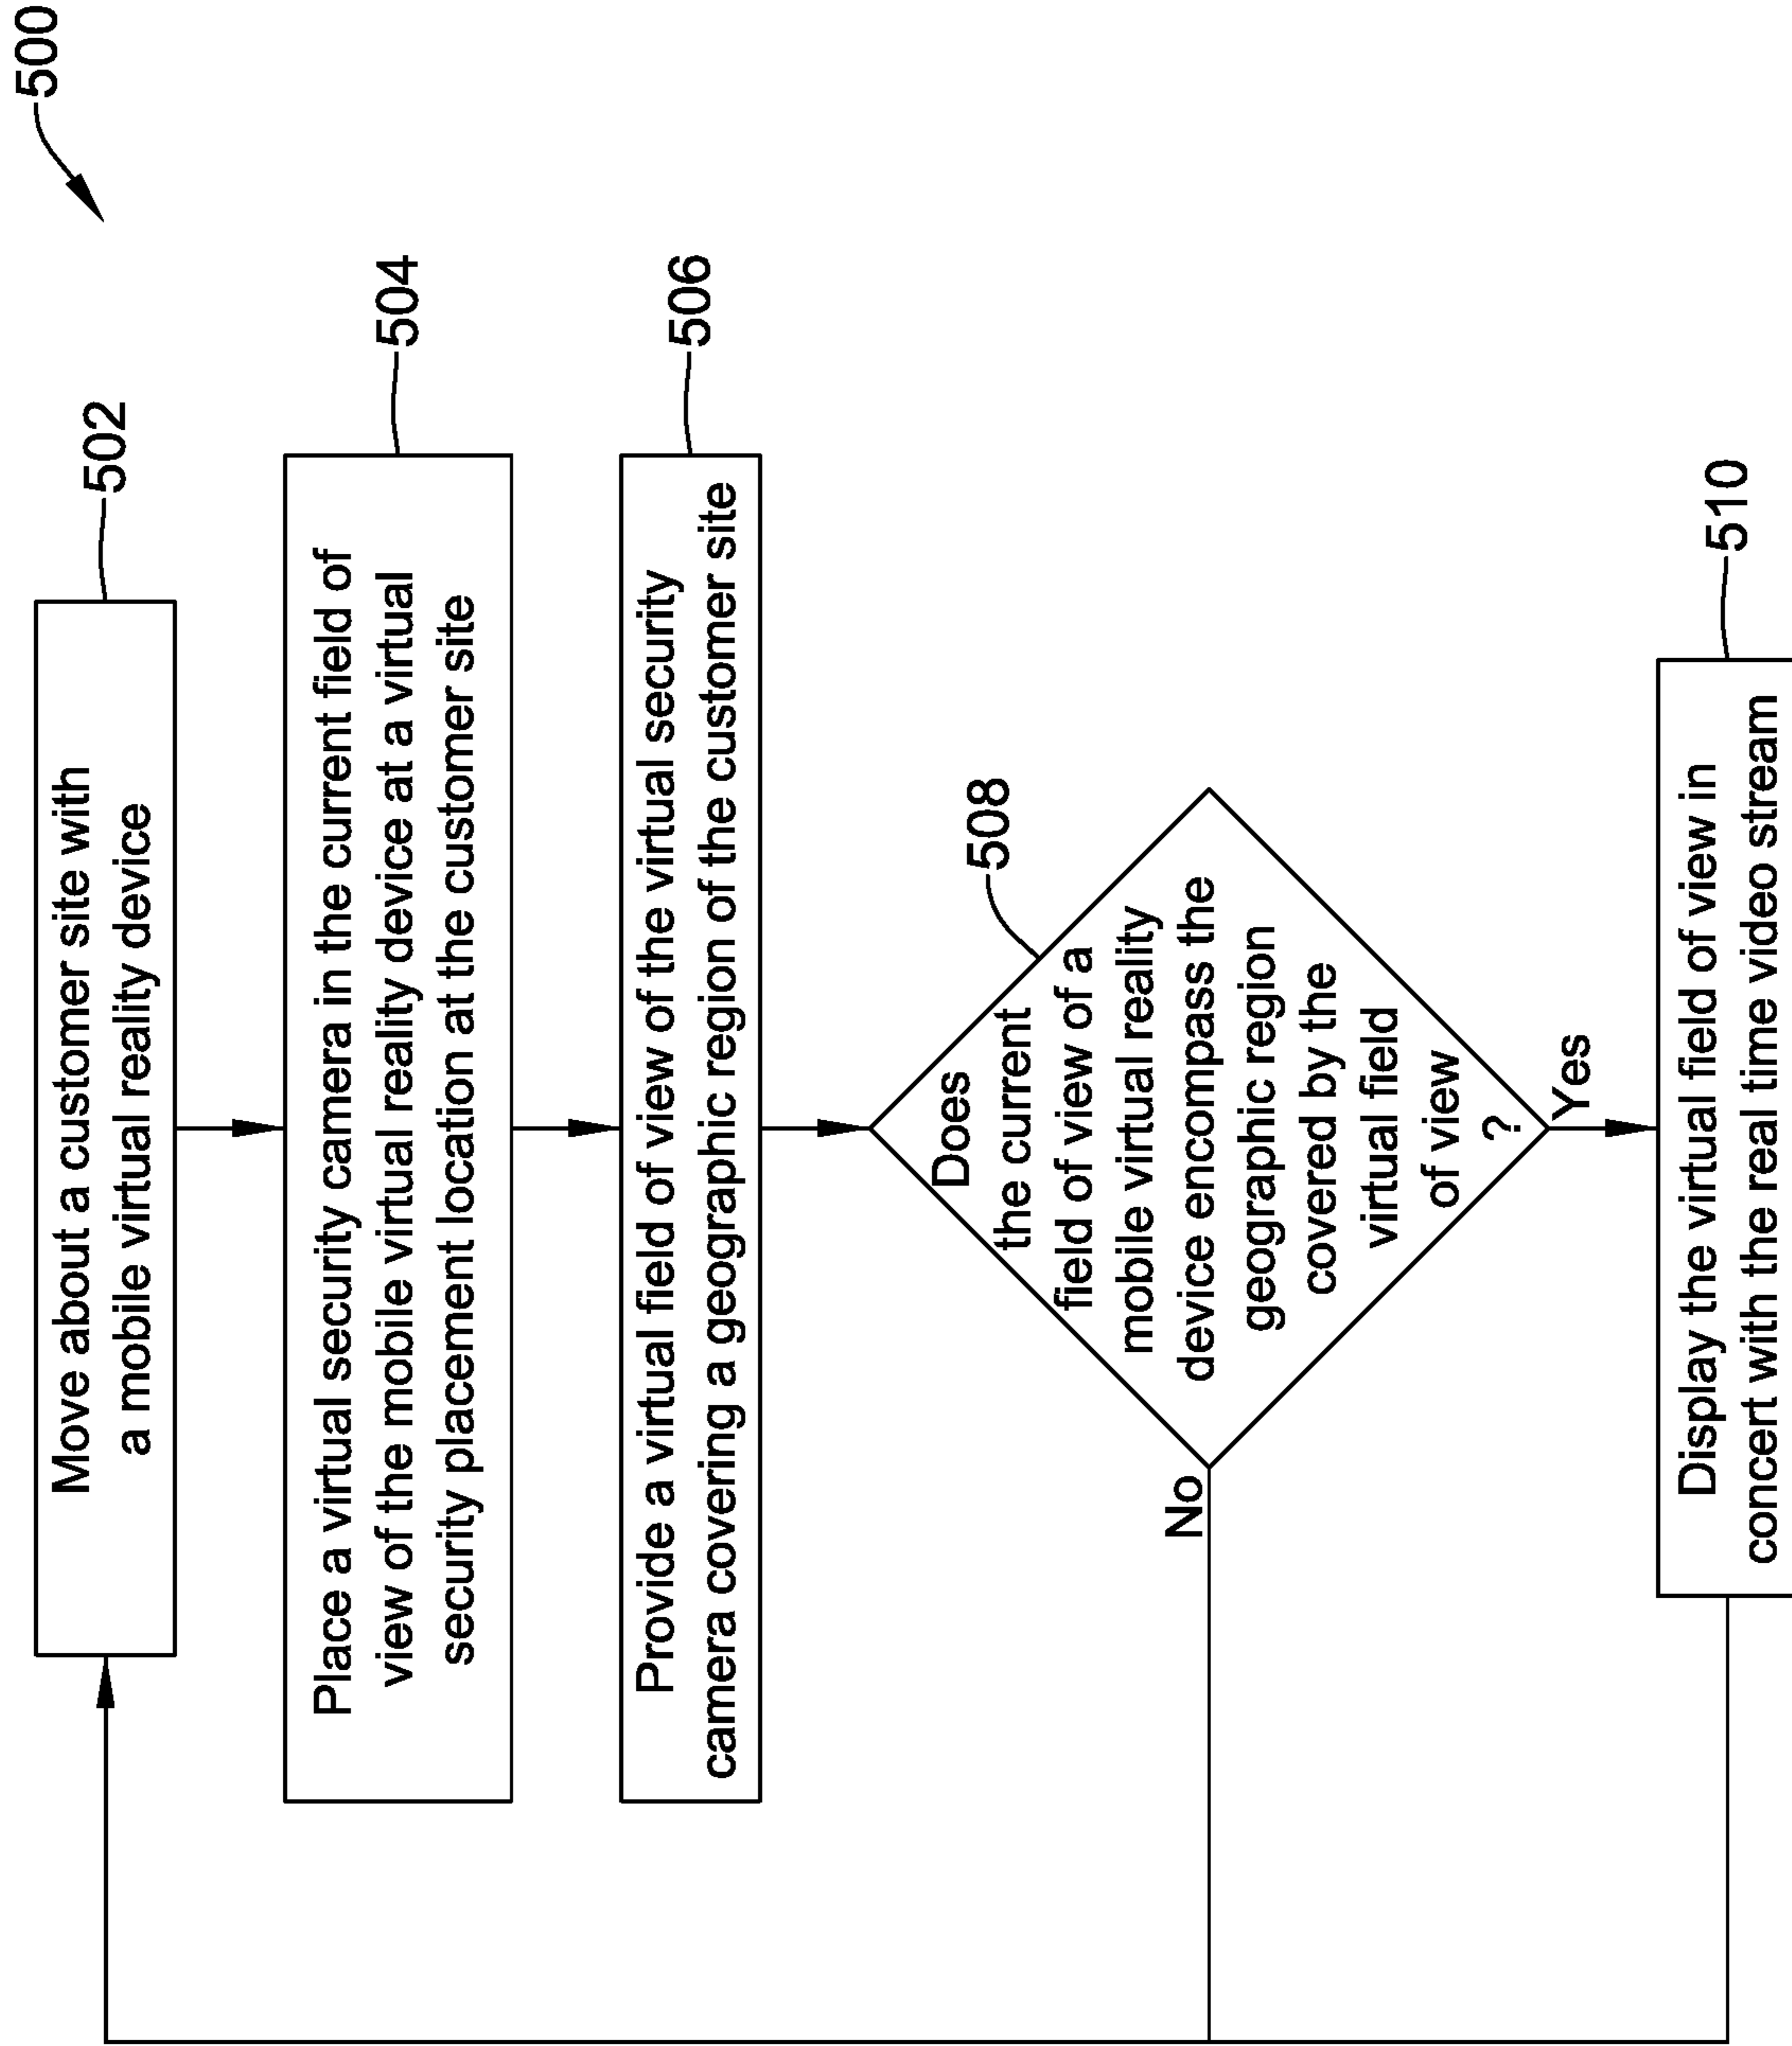 500
Move about a customer site with
a mobile virtual reality device
502
Place a virtual security camera in the current field of
view of the mobile virtual reality device at a virtual
security placement location at the customer site
504
Provide a virtual field of view of the virtual security
camera covering a geographic region of the customer site
506
Does
the current
field of view of a
mobile virtual reality
device encompass the
geographic region
covered by the
virtual field
of view
?
508
No
Yes
Display the virtual field of view in
concert with the real time video stream
510